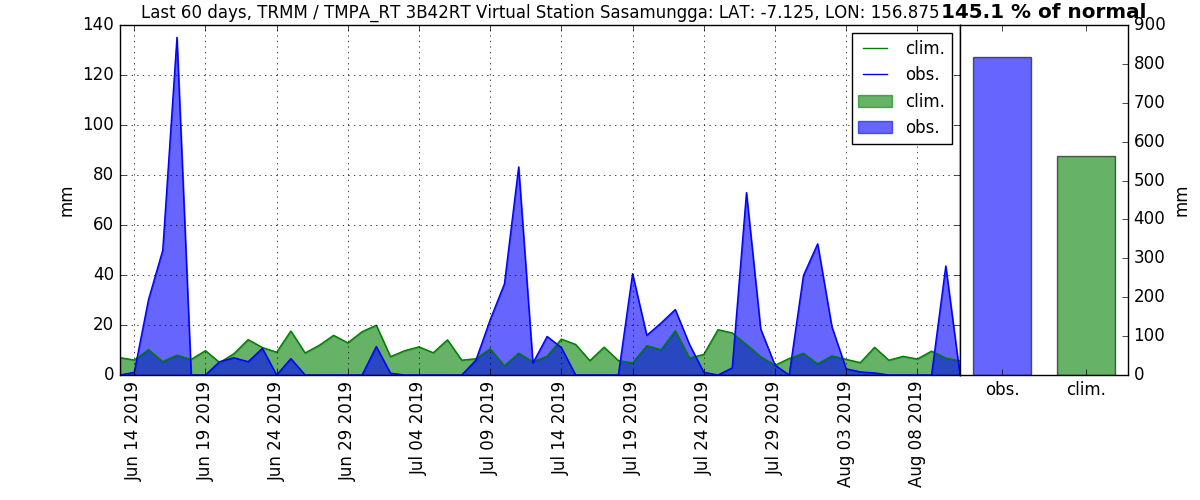 Last 60 days, TRMM / TMPA_RT 3B42RT Virtual Station Sasamungga: LAT: -7.125, LON: 156.875
145.1 % of normal
140
120
100
80
60
40
20
0
mm
clim.
obs.
clim.
obs.
Jun 14 2019
Jun 19 2019
Jun 24 2019
Jun 29 2019
Jul 04 2019
Jul 09 2019
Jul 14 2019
Jul 19 2019
Jul 24 2019
Jul 29 2019
Aug 03 2019
Aug 08 2019
900
800
700
600
500
400
300
200
100
0
mm
obs.
clim.